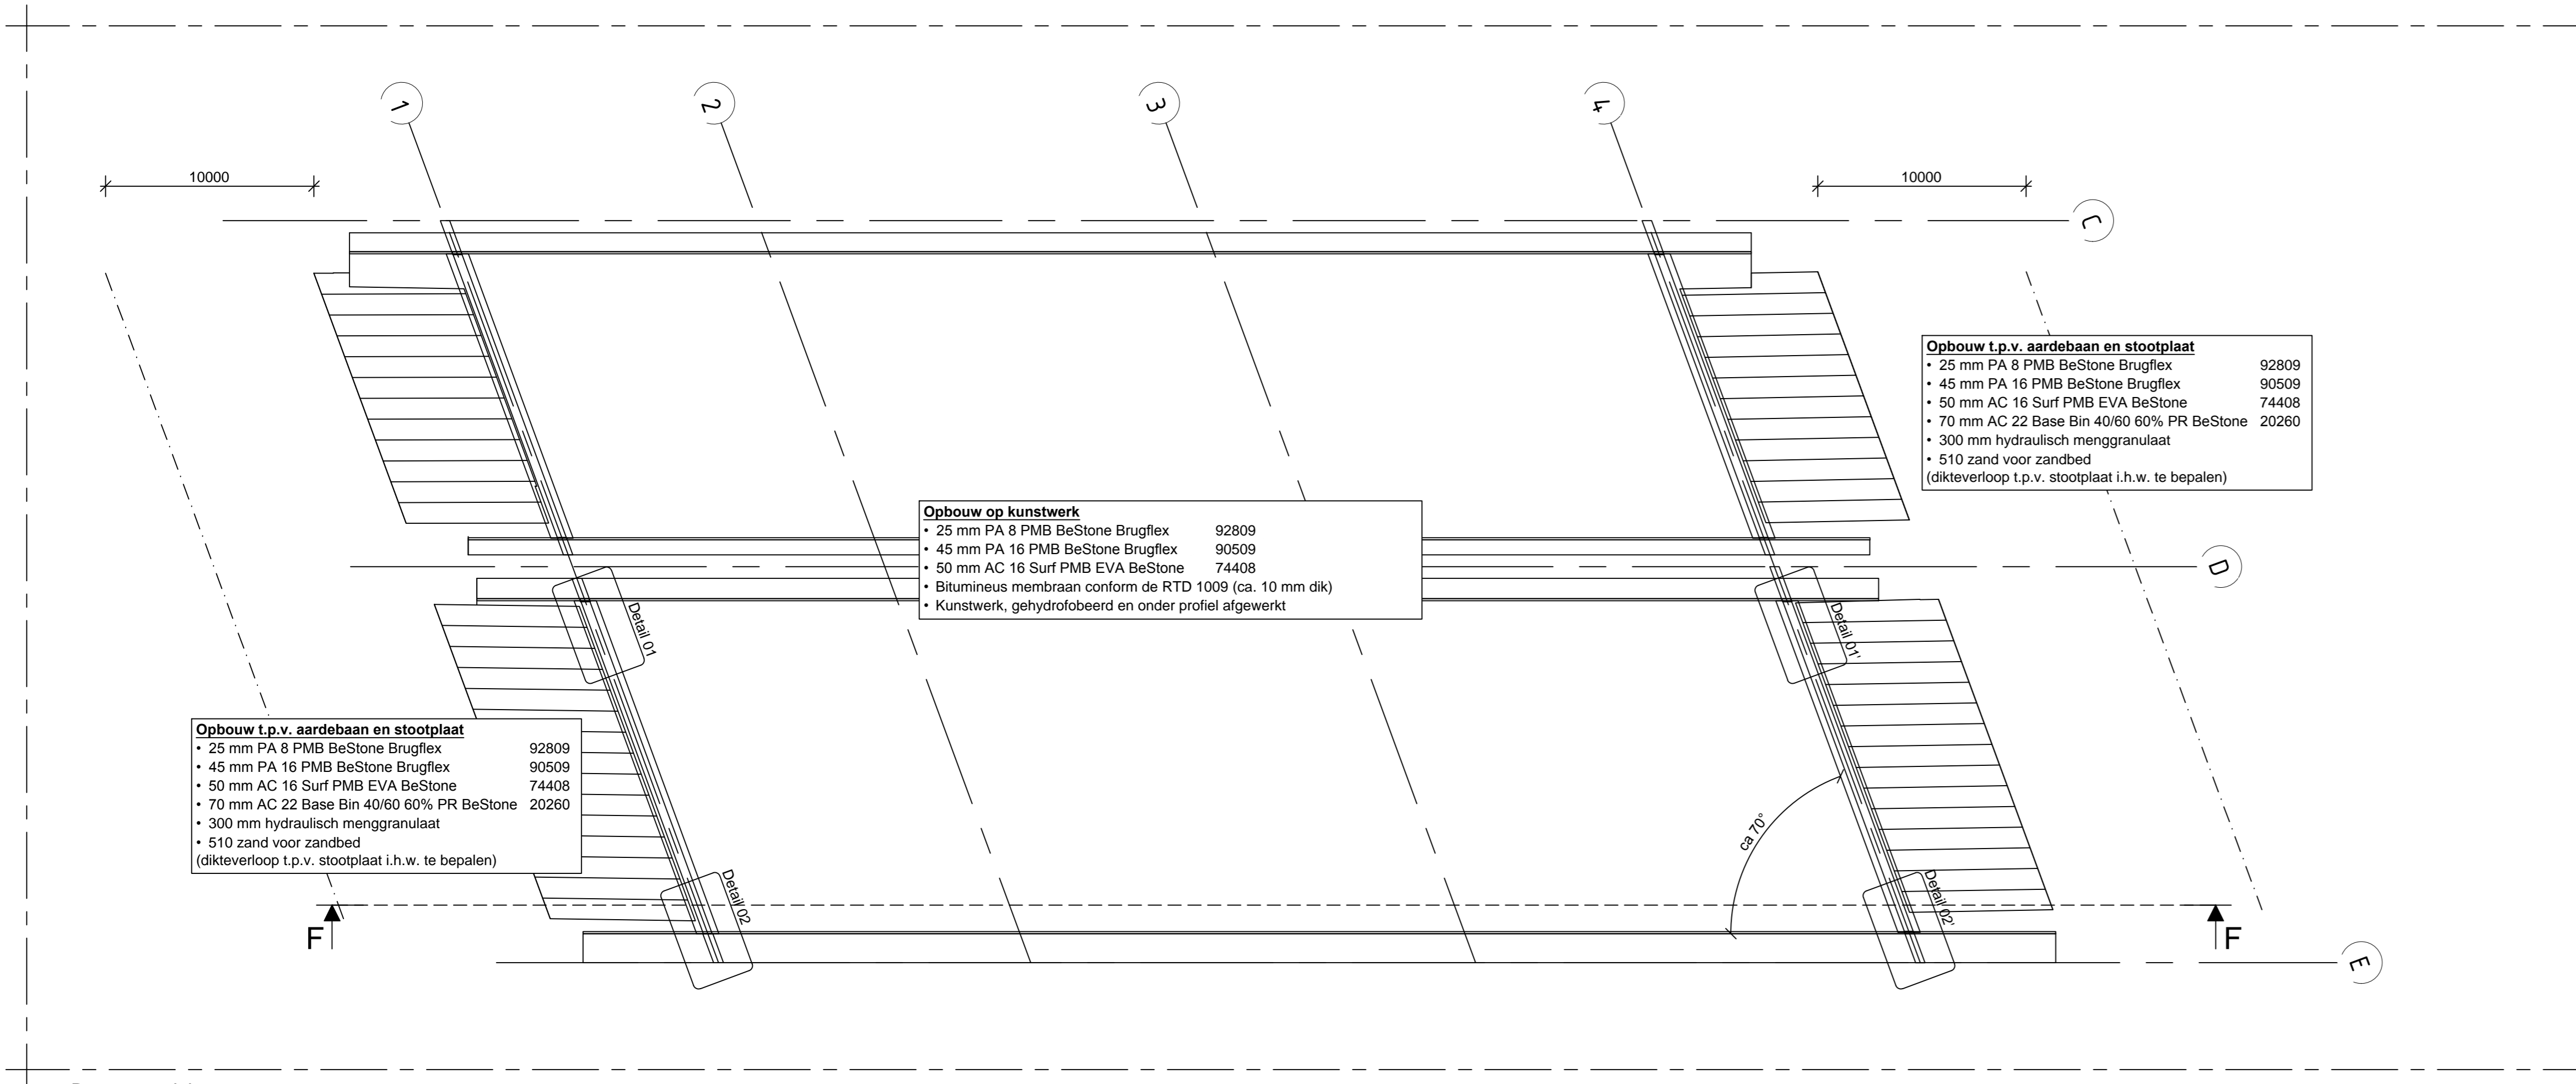 1
2
3
4
10000
10000
C
Opbouw t.p.v. aardebaan en stootplaat
• 25 mm PA 8 PMB BeStone Brugflex 92809
• 45 mm PA 16 PMB BeStone Brugflex 90509
• 50 mm AC 16 Surf PMB EVA BeStone 74408
• 70 mm AC 22 Base Bin 40/60 60% PR BeStone 20260
• 300 mm hydraulisch menggranulaat
• 510 zand voor zandbed
(dikteverloop t.p.v. stootplaat i.h.w. te bepalen)
Opbouw op kunstwerk
• 25 mm PA 8 PMB BeStone Brugflex 92809
• 45 mm PA 16 PMB BeStone Brugflex 90509
• 50 mm AC 16 Surf PMB EVA BeStone 74408
• Bitumineus membraan conform de RTD 1009 (ca. 10 mm dik)
• Kunstwerk, gehydrofobeerd en onder profiel afgewerkt
D
Detail 01
Detail 01'
Opbouw t.p.v. aardebaan en stootplaat
• 25 mm PA 8 PMB BeStone Brugflex 92809
• 45 mm PA 16 PMB BeStone Brugflex 90509
• 50 mm AC 16 Surf PMB EVA BeStone 74408
• 70 mm AC 22 Base Bin 40/60 60% PR BeStone 20260
• 300 mm hydraulisch menggranulaat
• 510 zand voor zandbed
(dikteverloop t.p.v. stootplaat i.h.w. te bepalen)
ca 70°
Detail 02
Detail 02'
F
F
E